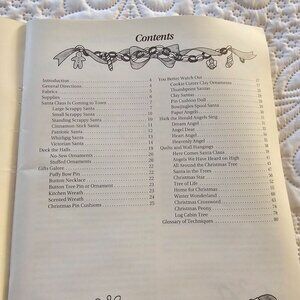 Contents
Introduction
General Directions
Fabrics
Supplies
Santa Claus Is Coming to Town
Large Scrappy Santa
Small Scrappy Santa
Standing Scrappy Santa
Cinnamon Stick Santa
Patriotic Santa
Whirligig Santa
Victorian Santa
Deck the Halls
No-Sew Ornaments
Stuffed Ornaments
Gifts Galore
Puffy Bow Pin
Button Necklace
Button Tree Pin or Ornament
Kitchen Wreath
Scented Wreath
Christmas Pin Cushions
You Better Watch Out
Cookie Cutter Clay Ornaments
Thumbprint Santas
Clay Santas
Pin Cushion Doll
Bowjangles Spool Santa
Paper Angels
Hark the Herald Angels Sing
Dream Angel
Angel Dear
Heart Angel
Heavenly Angel
Quilts and Wall Hangings
Here Comes Santa Claus
Angels We Have Heard on High
All Around the Christmas Tree
Santa in the Stars
Christmas Star
Tree of Life
Home for Christmas
Winter Wonderland
Christmas Crossword
Christmas Peony
Log Cabin Tree
Glossary of Techniques